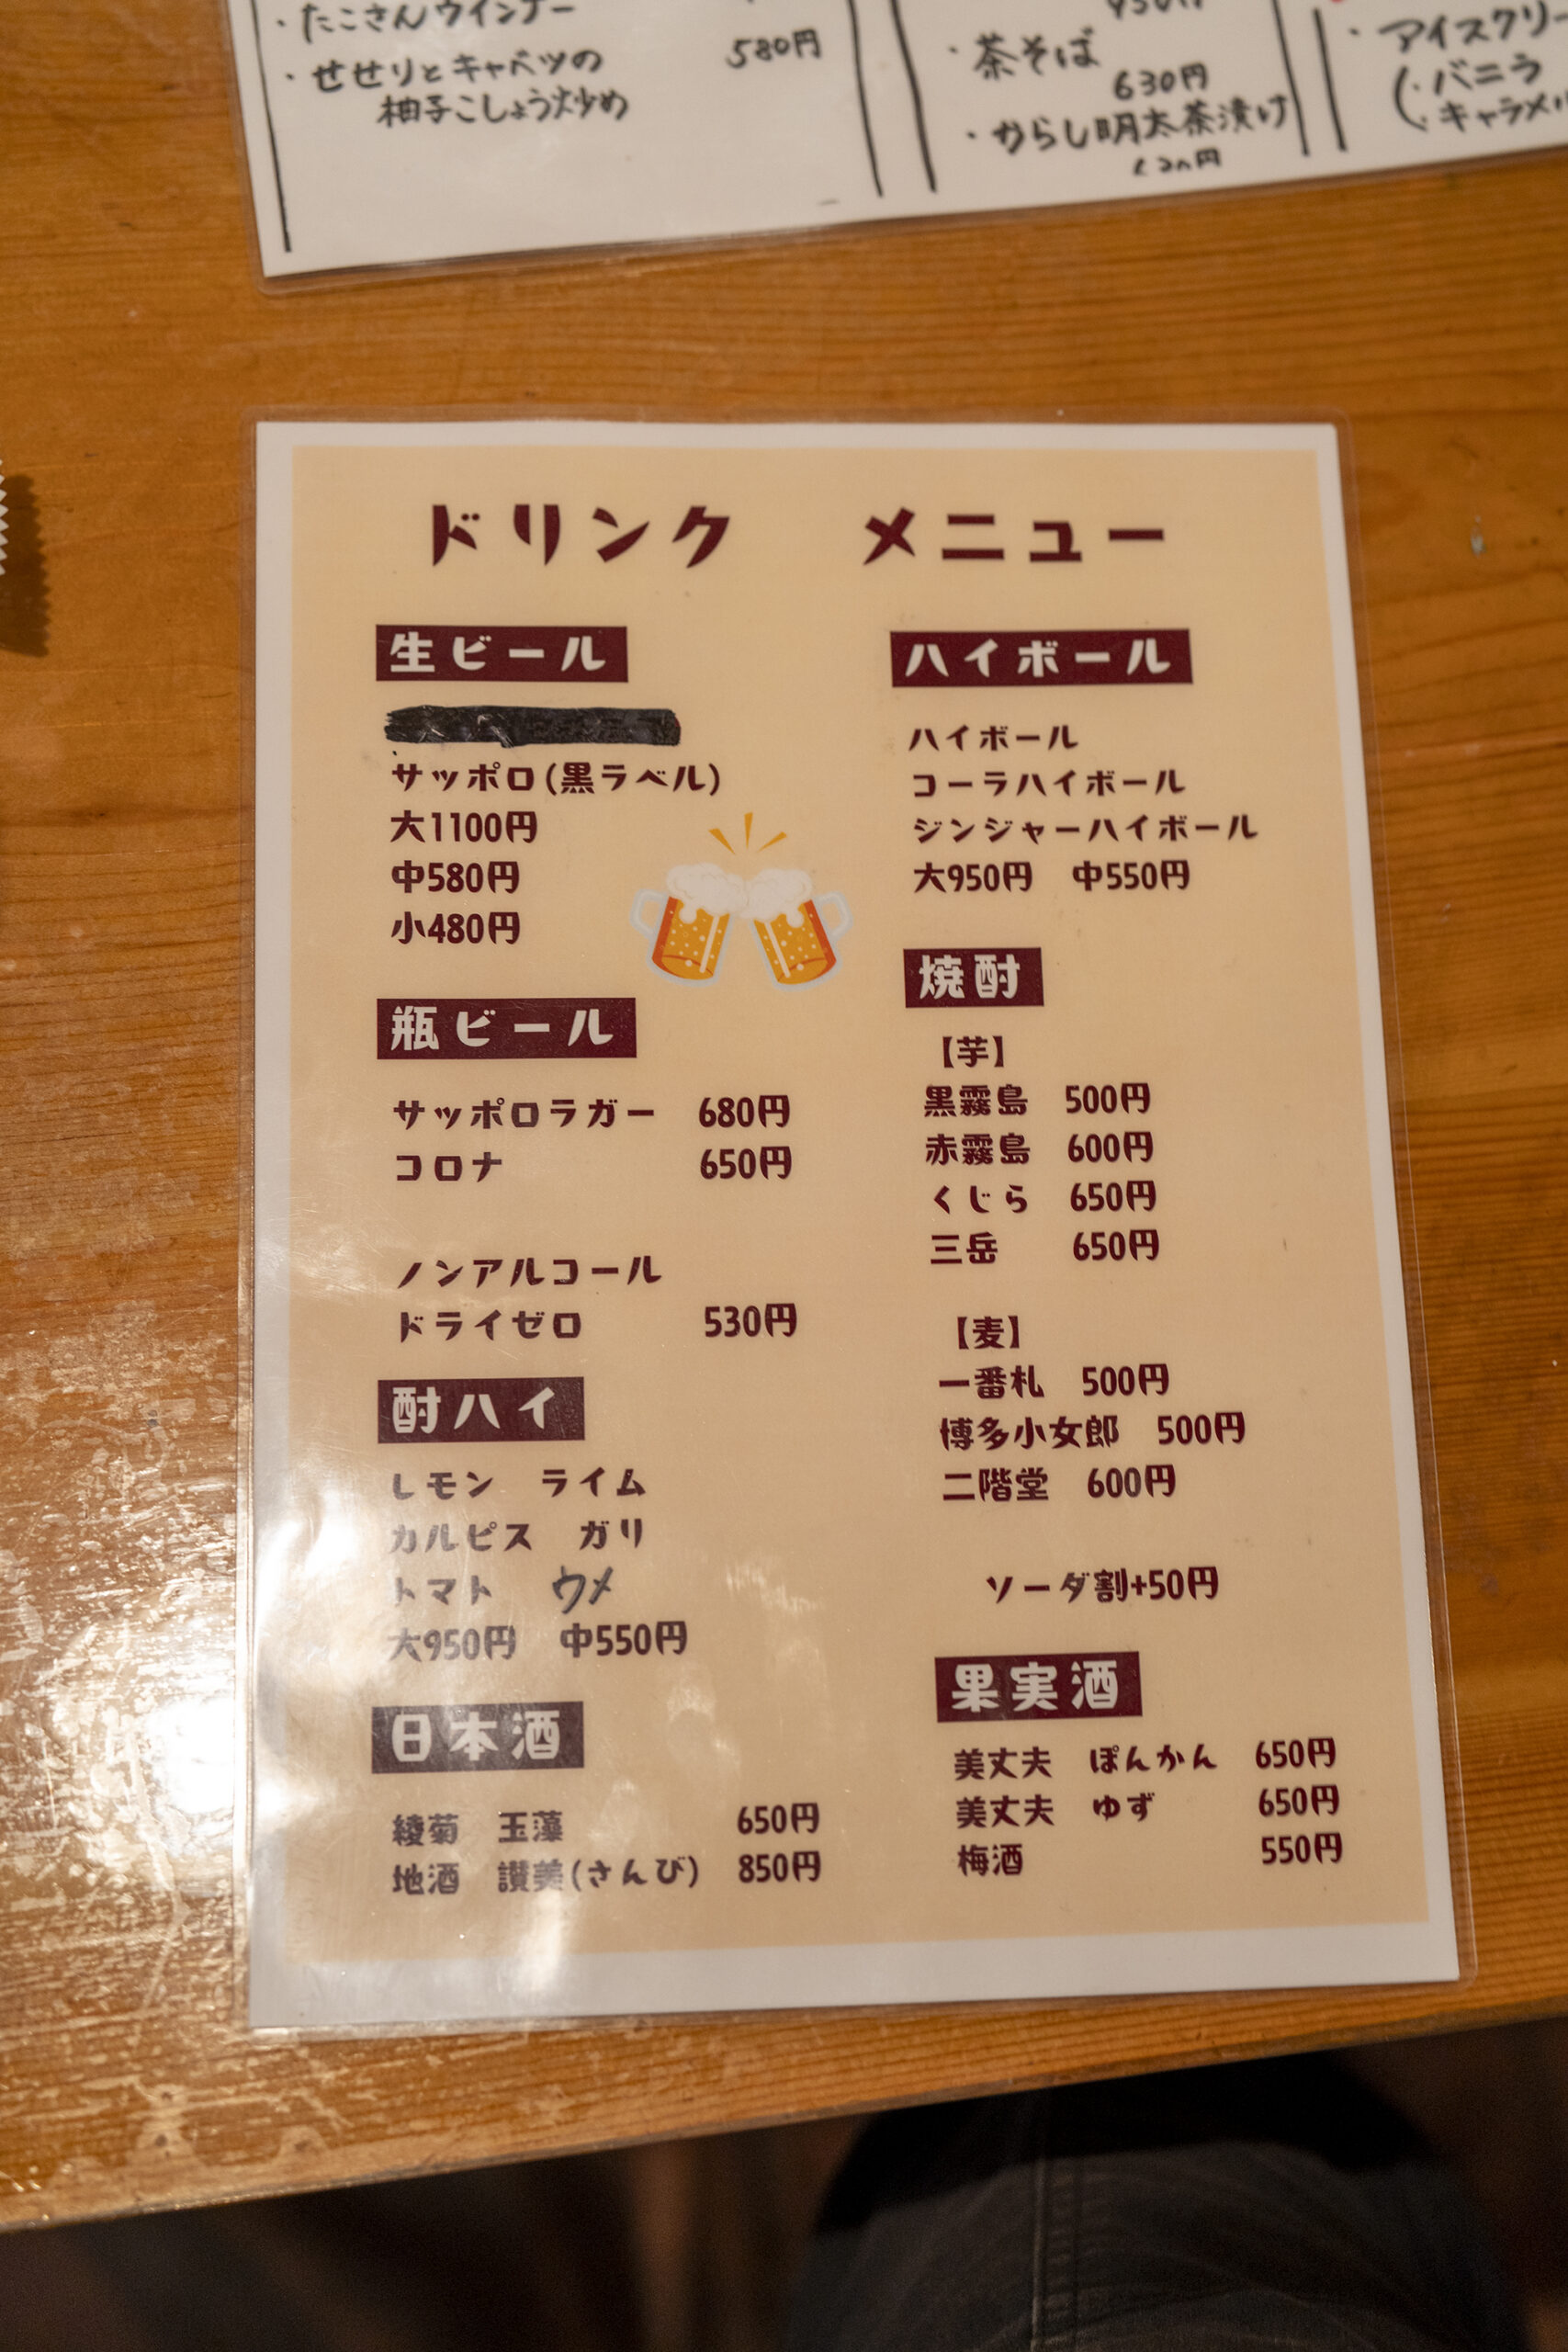 ・たこさんウインナー
・せせりとキャベツの 580円
柚子こしょう炒め
・茶そば
630円
・からし明太茶漬け
アイスクリー
・バニラ
・キャラメル
ドリンク メニュー
生ビール
サッポロ(黒ラベル)
大1100円
中580円
小480円
瓶ビール
サッポロラガー 680円
コロナ 650円
ノンアルコール
ドライゼロ 530円
酎ハイ
レモン ライム
カルピス ガリ
トマト ウメ
大950円 中550円
日本酒
綾菊 玉藻 650円
地酒 讃美(さんび) 850円
ハイボール
ハイボール
コーラハイボール
ジンジャーハイボール
大950円 中550円
焼酎
【芋】
黒霧島 500円
赤霧島 600円
くじら 650円
三岳 650円
【麦】
一番札 500円
博多小女郎 500円
二階堂 600円
ソーダ割+50円
果実酒
美丈夫 ぽんかん 650円
美丈夫 ゆず 650円
梅酒 550円